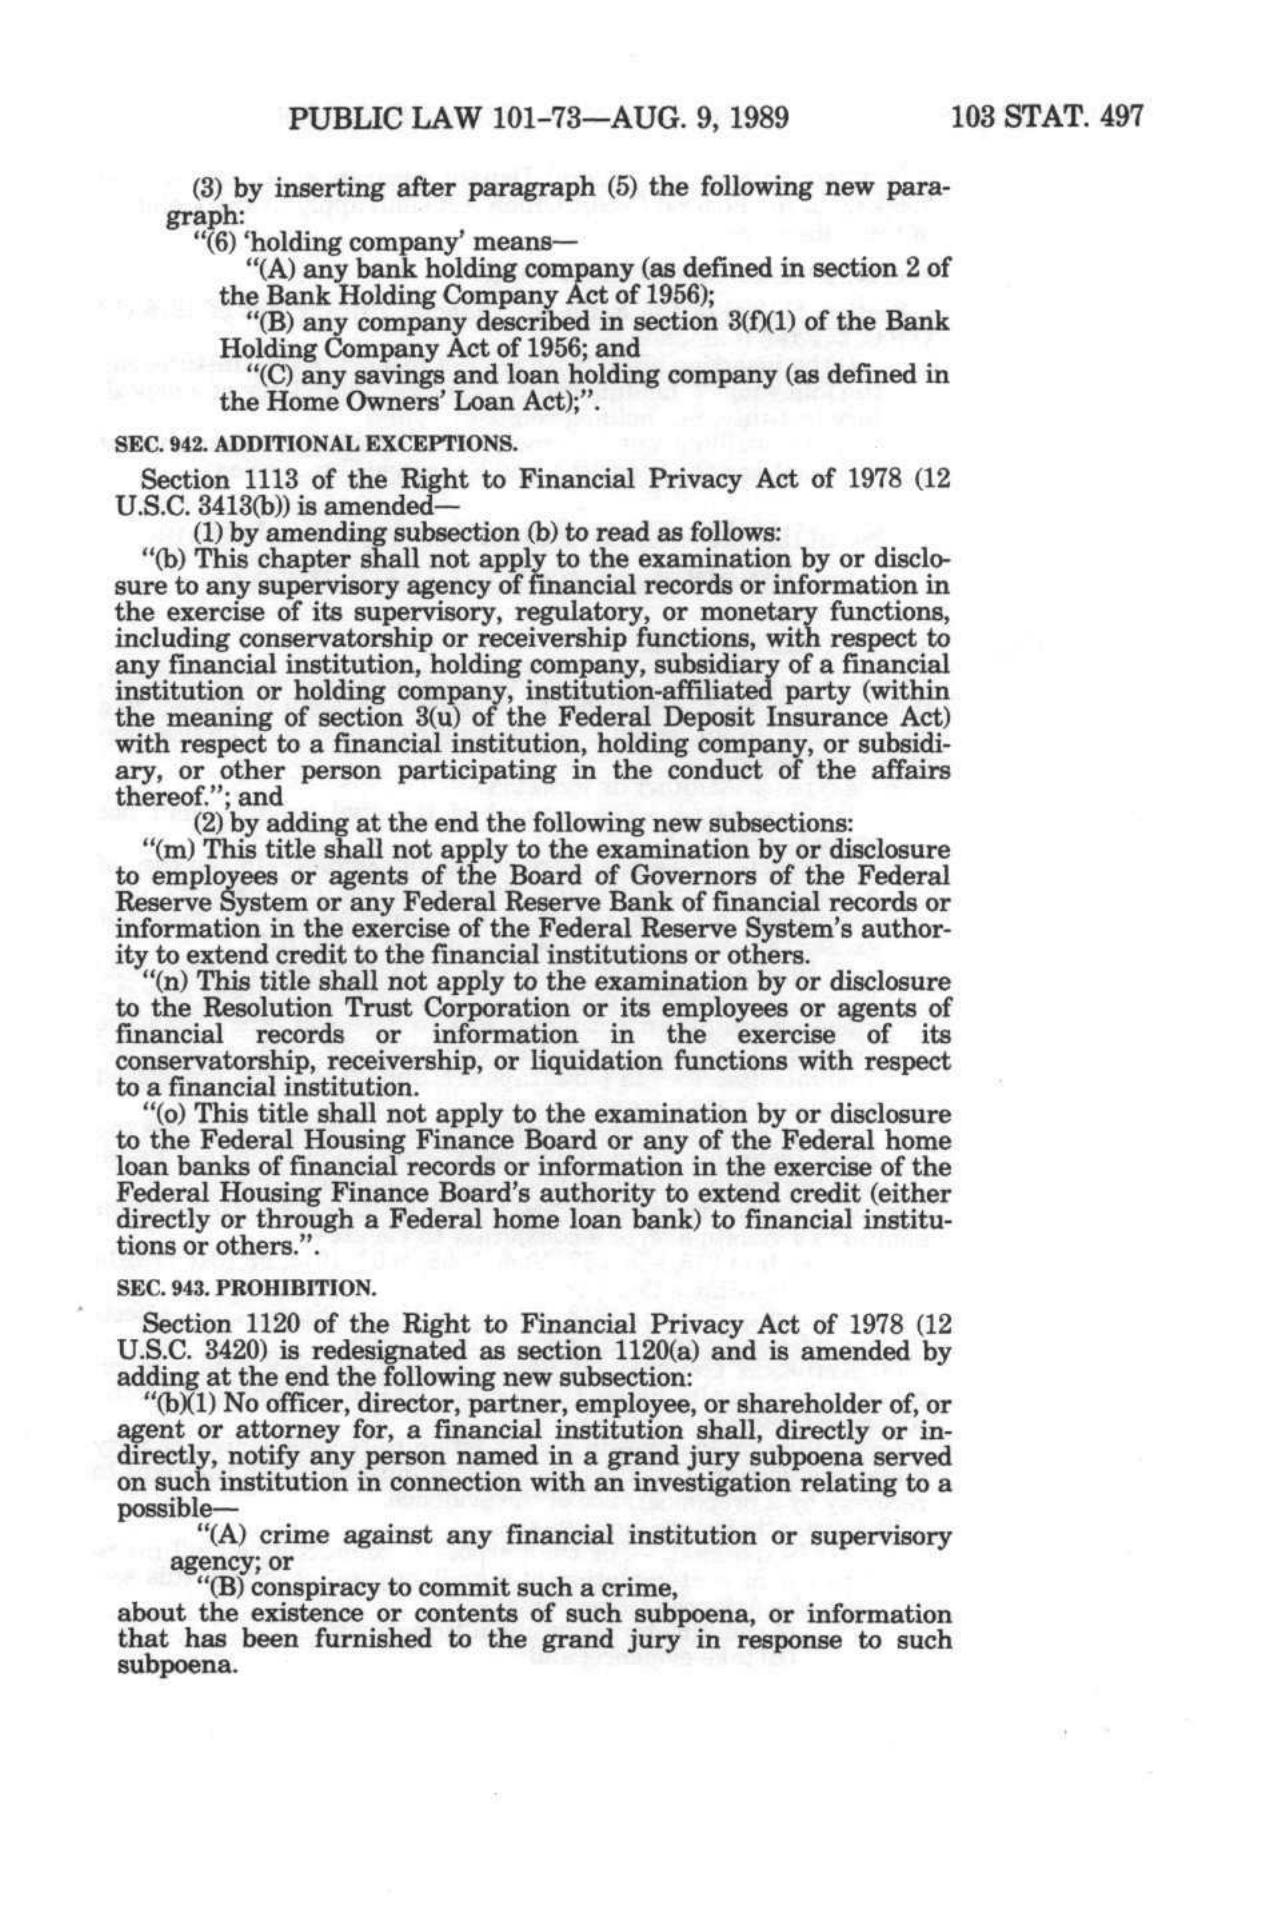 PUBLIC LAW 101-73—AUG. 9, 1989 103 STAT. 497
(3) by inserting after paragraph (5) the following new para-
graph:
“(6) ‘holding company’ means—
“(A) any bank holding company (as defined in section 2 of
the Bank Holding Company Act of 1956);
“(B) any company described in section 3(f)(1) of the Bank
Holding Company Act of 1956; and
“(C) any savings and loan holding company (as defined in
the Home Owners’ Loan Act);”.
SEC. 942. ADDITIONAL EXCEPTIONS.
Section 1113 of the Right to Financial Privacy Act of 1978 (12
U.S.C. 3413(b)) is amended—
(1) by amending subsection (b) to read as follows:
“(b) This chapter shall not apply to the examination by or disclo-
sure to any supervisory agency of financial records or information in
the exercise of its supervisory, regulatory, or monetary functions,
including conservatorship or receivership functions, with respect to
any financial institution, holding company, subsidiary of a financial
institution or holding company, institution-affiliated party (within
the meaning of section 3(u) of the Federal Deposit Insurance Act)
with respect to a financial institution, holding company, or subsidi-
ary, or other person participating in the conduct of the affairs
thereof.”; and
(2) by adding at the end the following new subsections:
“(m) This title shall not apply to the examination by or disclosure
to employees or agents of the Board of Governors of the Federal
Reserve System or any Federal Reserve Bank of financial records or
information in the exercise of the Federal Reserve System’s author-
ity to extend credit to the financial institutions or others.
“(n) This title shall not apply to the examination by or disclosure
to the Resolution Trust Corporation or its employees or agents of
financial records or information in the exercise of its
conservatorship, receivership, or liquidation functions with respect
to a financial institution.
“(o) This title shall not apply to the examination by or disclosure
to the Federal Housing Finance Board or any of the Federal home
loan banks of financial records or information in the exercise of the
Federal Housing Finance Board’s authority to extend credit (either
directly or through a Federal home loan bank) to financial institu-
tions or others.”.
SEC. 943. PROHIBITION.
Section 1120 of the Right to Financial Privacy Act of 1978 (12
U.S.C. 3420) is redesignated as section 1120(a) and is amended by
adding at the end the following new subsection:
“(b)(1) No officer, director, partner, employee, or shareholder of, or
agent or attorney for, a financial institution shall, directly or in-
directly, notify any person named in a grand jury subpoena served
on such institution in connection with an investigation relating to a
possible—
“(A) crime against any financial institution or supervisory
agency; or
“(B) conspiracy to commit such a crime,
about the existence or contents of such subpoena, or information
that has been furnished to the grand jury in response to such
subpoena.